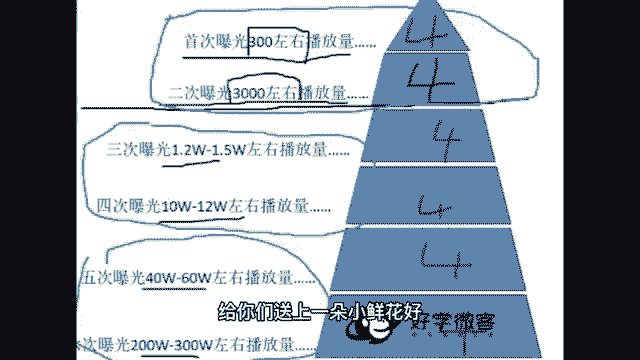 首次曝光300左右播放量......
4
二次曝光3000左右播放量......
4
三次曝光1.2W-1.5W左右播放量......
4
四次曝光10W-12W左右播放量......
4
五次曝光40W-60W左右播放量......
4
给你们送上一朵小鲜花好
好学微客
次曝光200W-300W左右播放量......